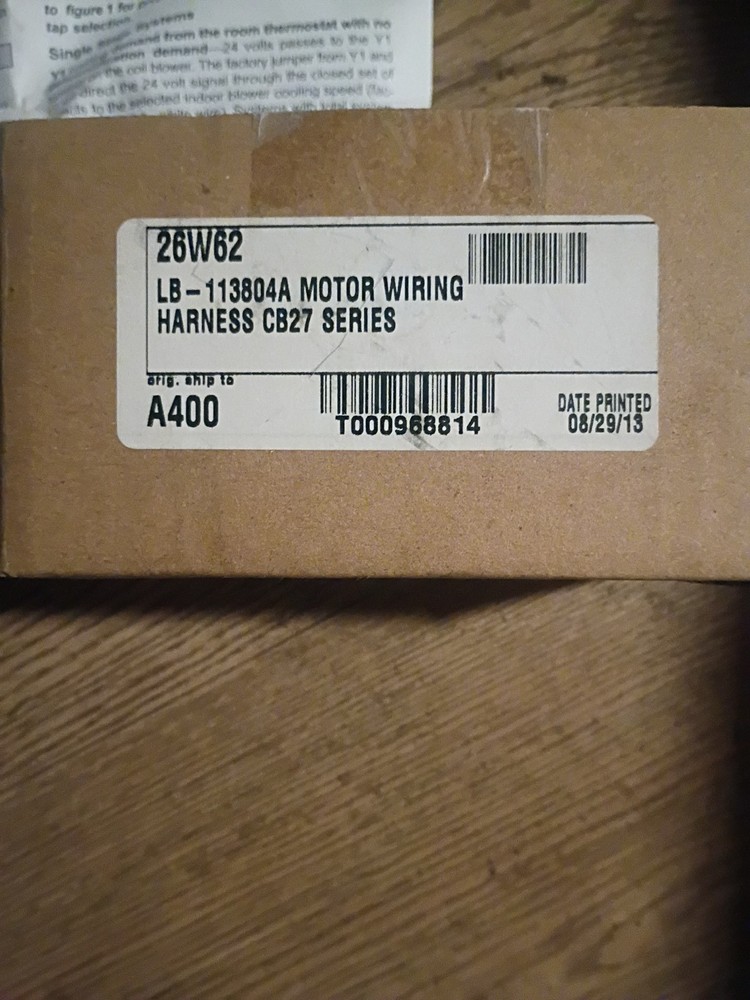 to figure 1 for
tap selection
systems
Single demand from the room thermostat with no
demand 24 volts passes to the Y1
the coil blower. The factory jumper from Y1 and
direct the 24 volt signal through the closed set of
to the selected indoor blower cooling speed (fac-
26W62
LB-113804A MOTOR WIRING
HARNESS CB27 SERIES
orig. ship to
A400
T000968814
DATE PRINTED
08/29/13